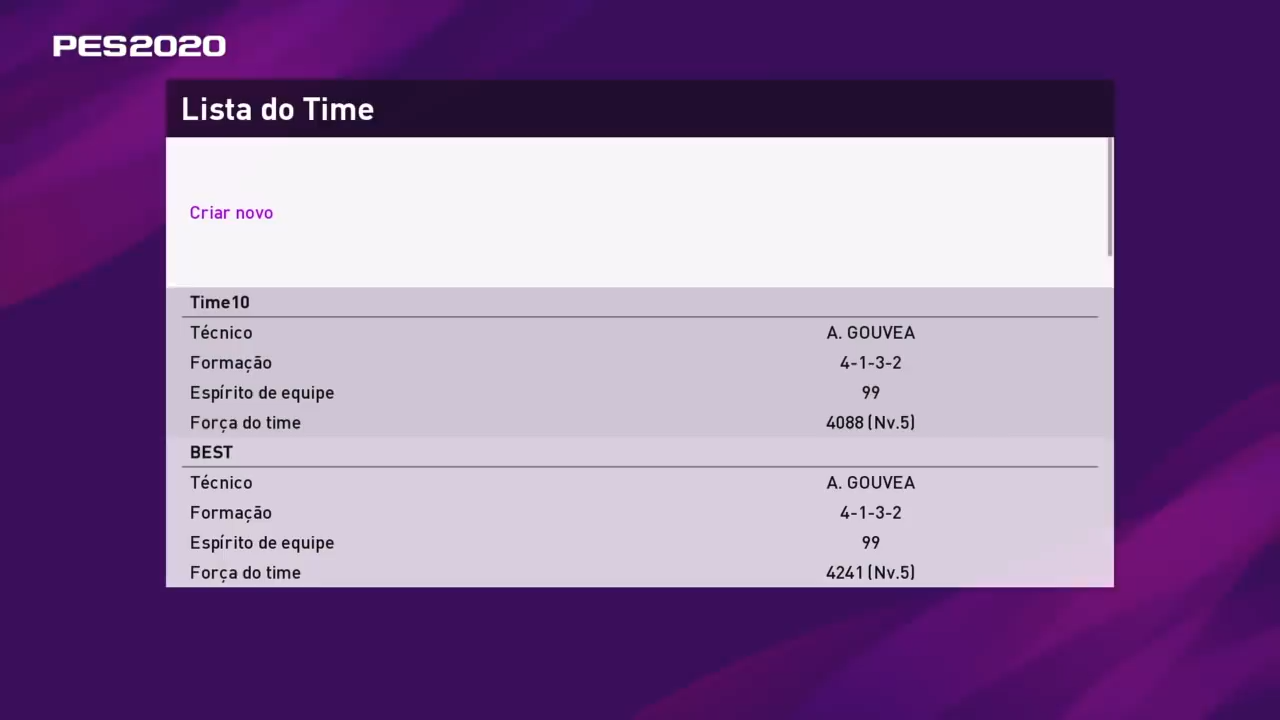 PES2020
Lista do Time
Criar novo
Time10
Técnico A. GOUVEA
Formação 4-1-3-2
Espírito de equipe 99
Força do time 4088 (Nv.5)
BEST
Técnico A. GOUVEA
Formação 4-1-3-2
Espírito de equipe 99
Força do time 4241 (Nv.5)